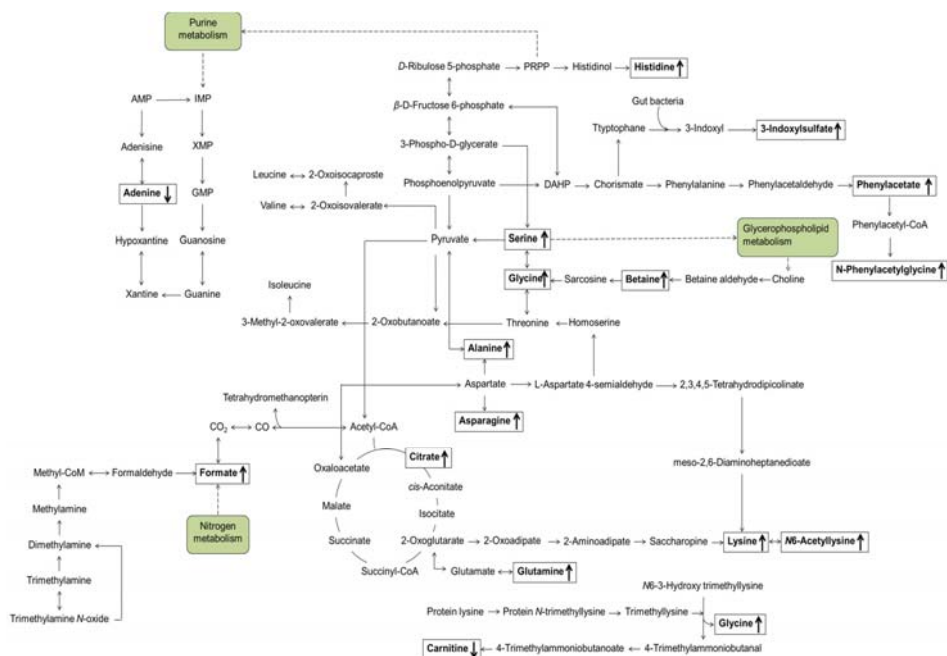 Purine
metabolism
D-Ribulose 5-phosphate PRPP Histidinol Histidine
AMP IMP
β-D-Fructose 6-phosphate
Gut bacteria
Ttyptophane 3-Indoxyl 3-Indoxylsulfate
Adenisine XMP
3-Phospho-D-glycerate
Leucine 2-Oxoisocaproste
Phosphoenolpyruvate DAHP Chorismate Phenylalanine Phenylacetaldehyde Phenylacetate
Adenine GMP
Valine 2-Oxoisovalerate
Phenylacetyl-CoA
Hypoxantine Guanosine
Pyruvate Serine
Glycerophospholipid
metabolism
N-Phenylacetylglycine
Glycine Sarcosine Betaine Betaine aldehyde Choline
Isoleucine
Xantine Guanine
3-Methyl-2-oxovalerate 2-Oxobutanoate Threonine Homoserine
Alanine
Aspartate L-Aspartate 4-semialdehyde 2,3,4,5-Tetrahydrodipicolinate
Tetrahydromethanopterin
Asparagine
CO2 CO Acetyl-CoA
Citrate
Oxaloacetate
meso-2,6-Diaminoheptanedioate
Methyl-CoM Formaldehyde Formate
cis-Aconitate
Malate
Methylamine
Isocitate
Nitrogen
metabolism
Dimethylamine
Succinate 2-Oxoglutarate 2-Oxoadipate 2-Aminoadipate Saccharopine Lysine N6-Acetyllysine
Succinyl-CoA Glutamate Glutamine
Trimethylamine
N6-3-Hydroxy trimethyllysine
Trimethylamine N-oxide
Protein lysine Protein N-trimethyllysine Trimethyllysine
Glycine
Carnitine 4-Trimethylammoniobutanoate 4-Trimethylammoniobutanal